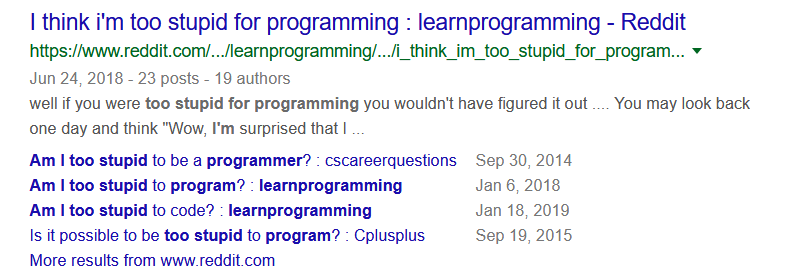 I think i'm too stupid for programming : learnprogramming - Reddit
https://www.reddit.com/.../learnprogramming/.../i_think_im_too_stupid_for_program...
Jun 24, 2018 - 23 posts - 19 authors
well if you were too stupid for programming you wouldn't have figured it out .... You may look back
one day and think "Wow, I'm surprised that I ...
Am I too stupid to be a programmer? : cscareerquestions Sep 30, 2014
Am I too stupid to program? : learnprogramming Jan 6, 2018
Am I too stupid to code? : learnprogramming Jan 18, 2019
Is it possible to be too stupid to program? : Cplusplus Sep 19, 2015
More results from www.reddit.com